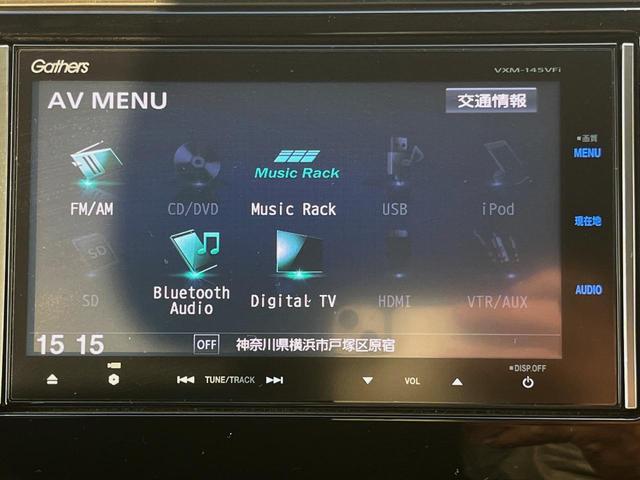 Gathers
VXM-145VFi
AV MENU
交通情報
画質
MENU
Music Rack
FM/AM
CD/DVD
Music Rack
USB
iPod
現在地
SD
SD
Bluetooth
Audio
Digital TV
HDMI
VTR/AUX
AUDIO
15 15
OFF
神奈川県横浜市戸塚区原宿
TUNE/TRACK
VOL
DISP.OFF